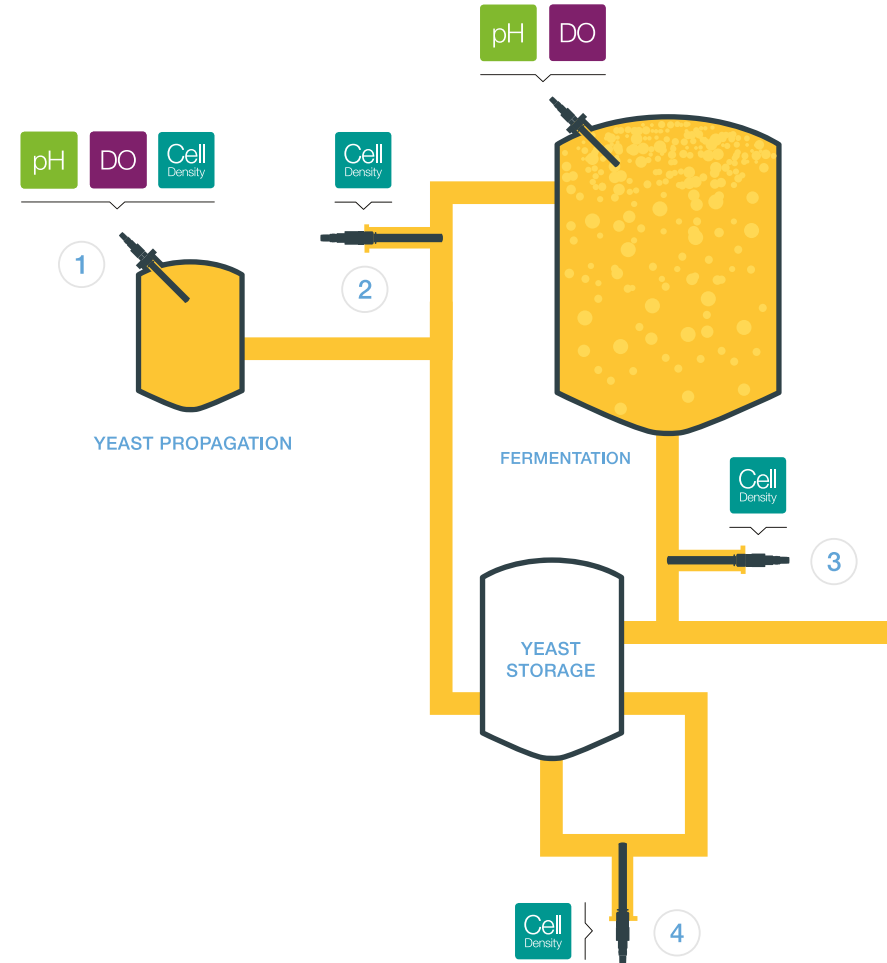 pH DO
pH DO Cell Density
Cell Density
1
2
YEAST PROPAGATION
FERMENTATION
Cell Density
3
YEAST
STORAGE
Cell Density
4